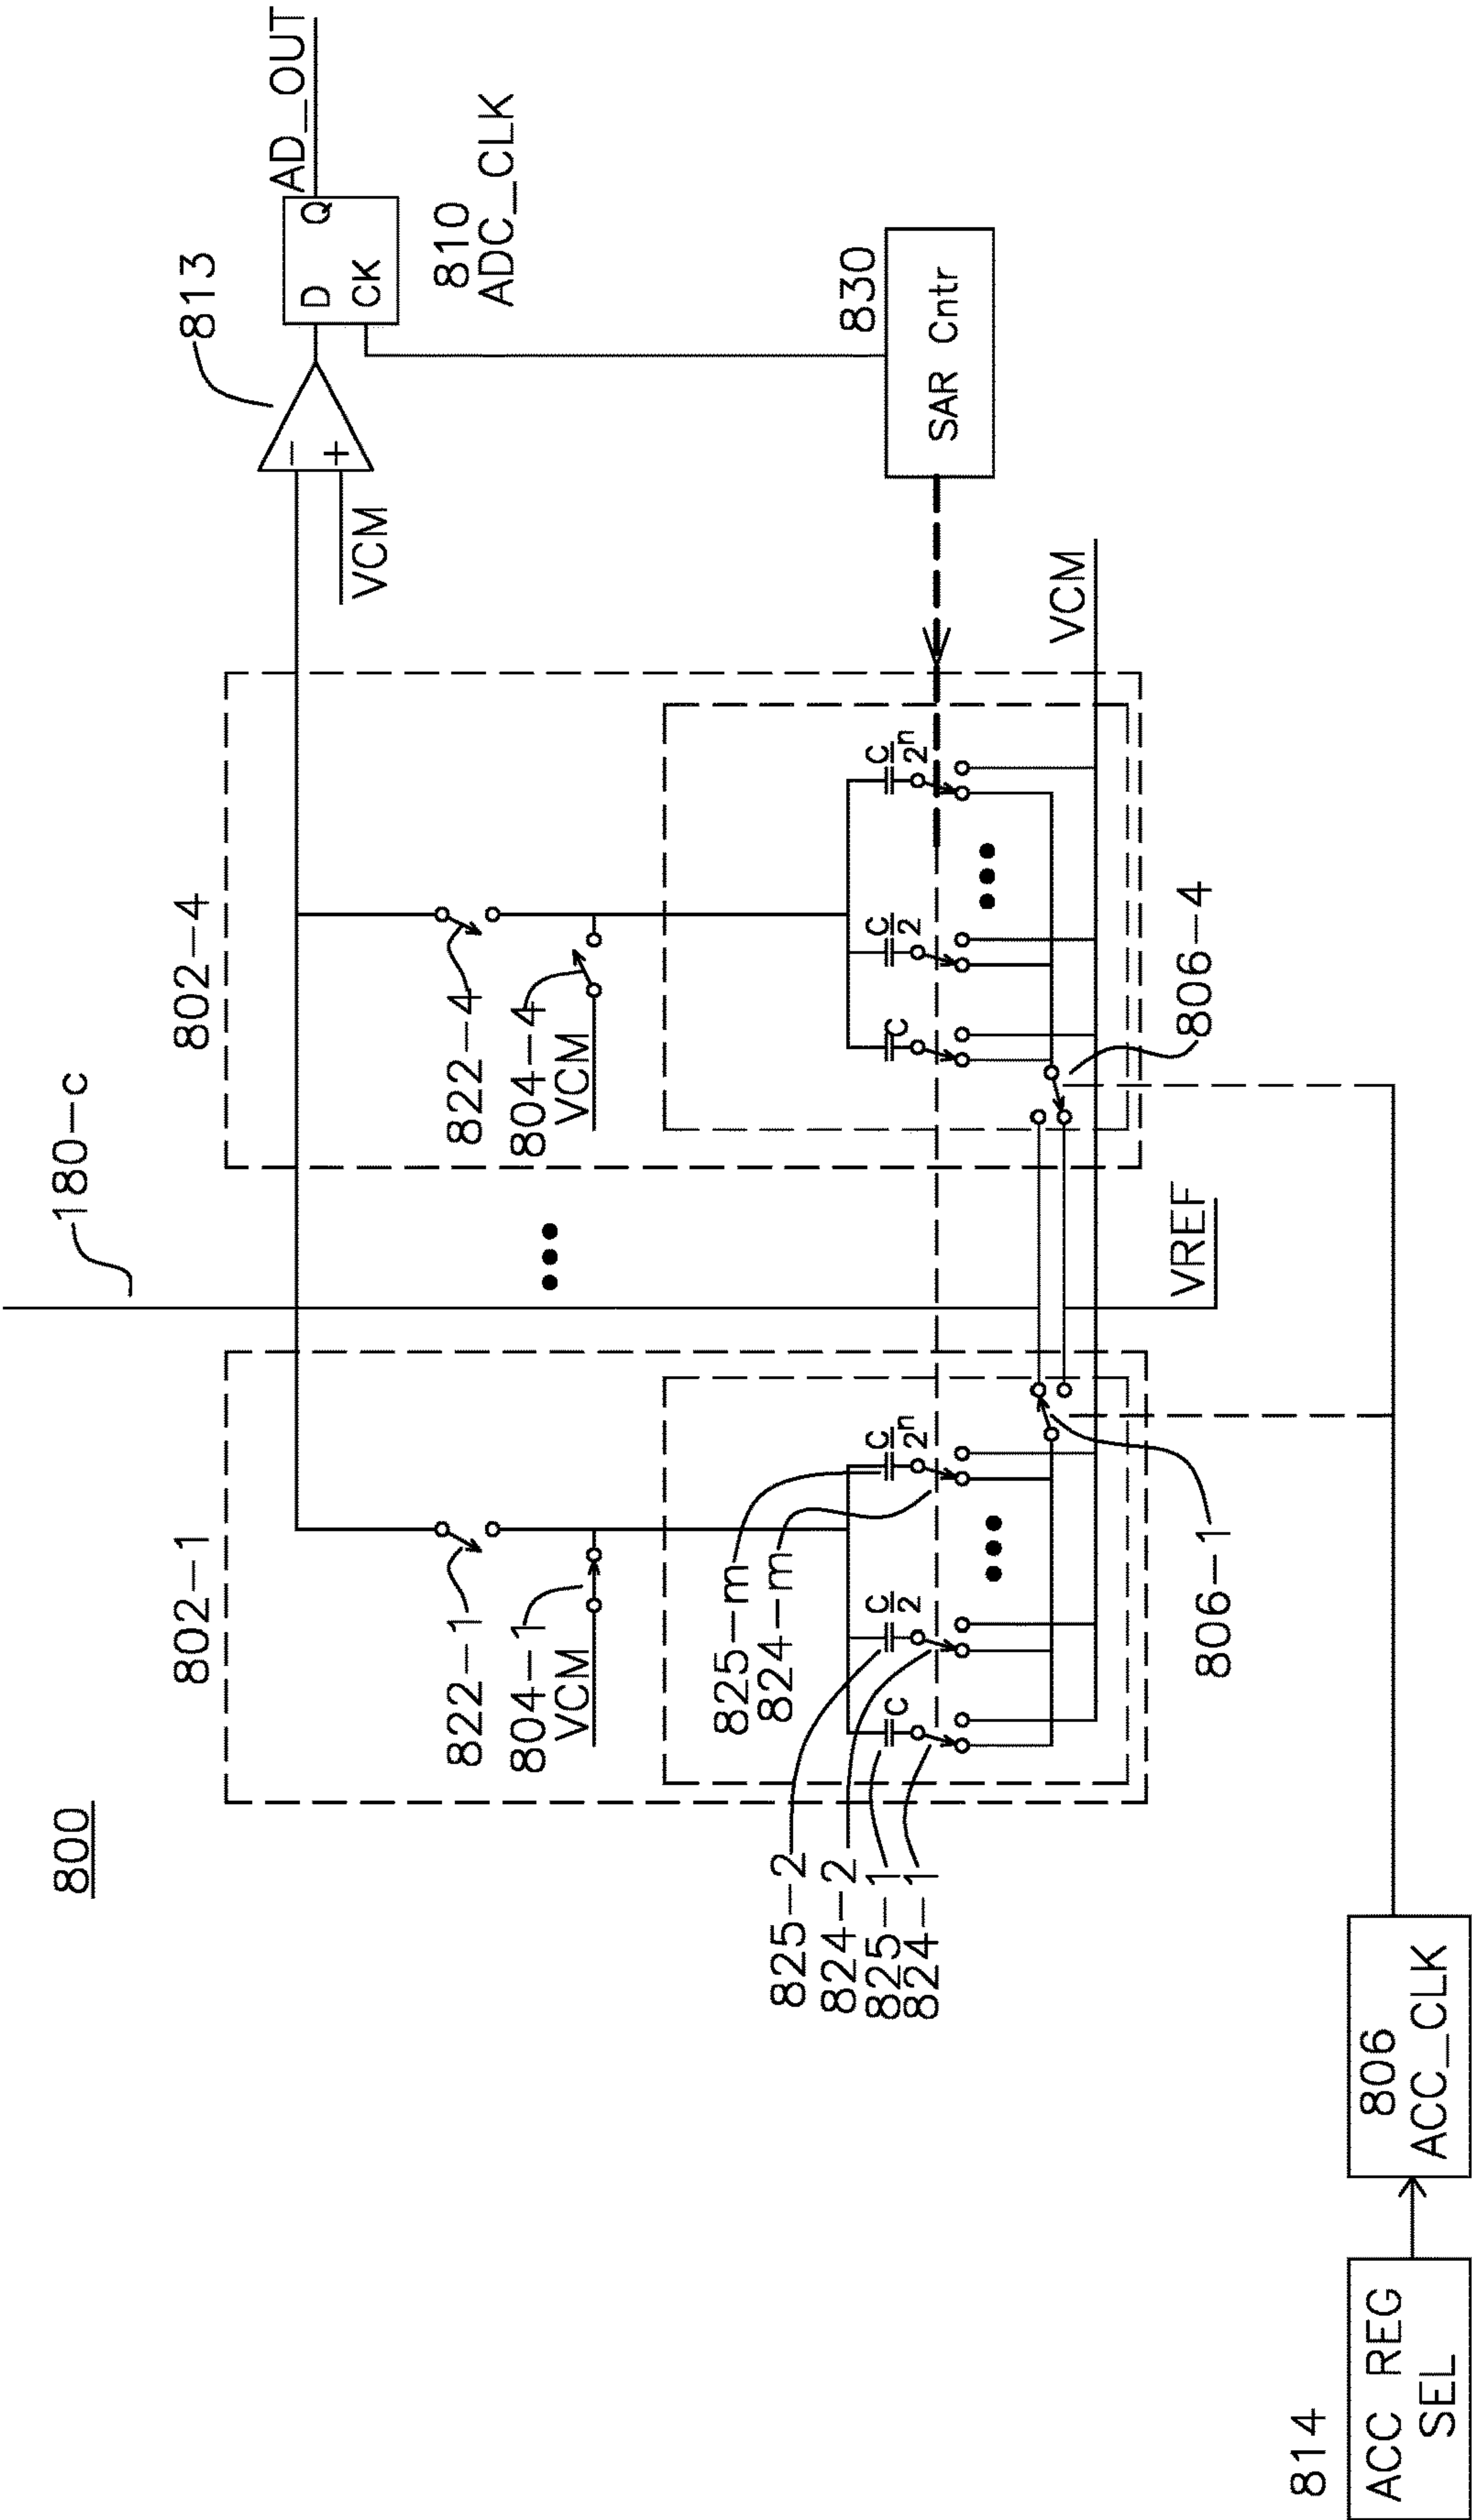 800
180-c
802-1
802-4
813
AD_OUT
D
Q
CK
810
ADC_CLK
−
+
VCM
822-1
804-1
VCM
822-4
804-4
VCM
830
SAR Cntr
825-m
824-m
825-2
824-2
825-1
824-1
C
C/2
C/2^n
C
C/2
C/2^n
VCM
806-1
VREF
806-4
814
ACC REG
SEL
806
ACC_CLK